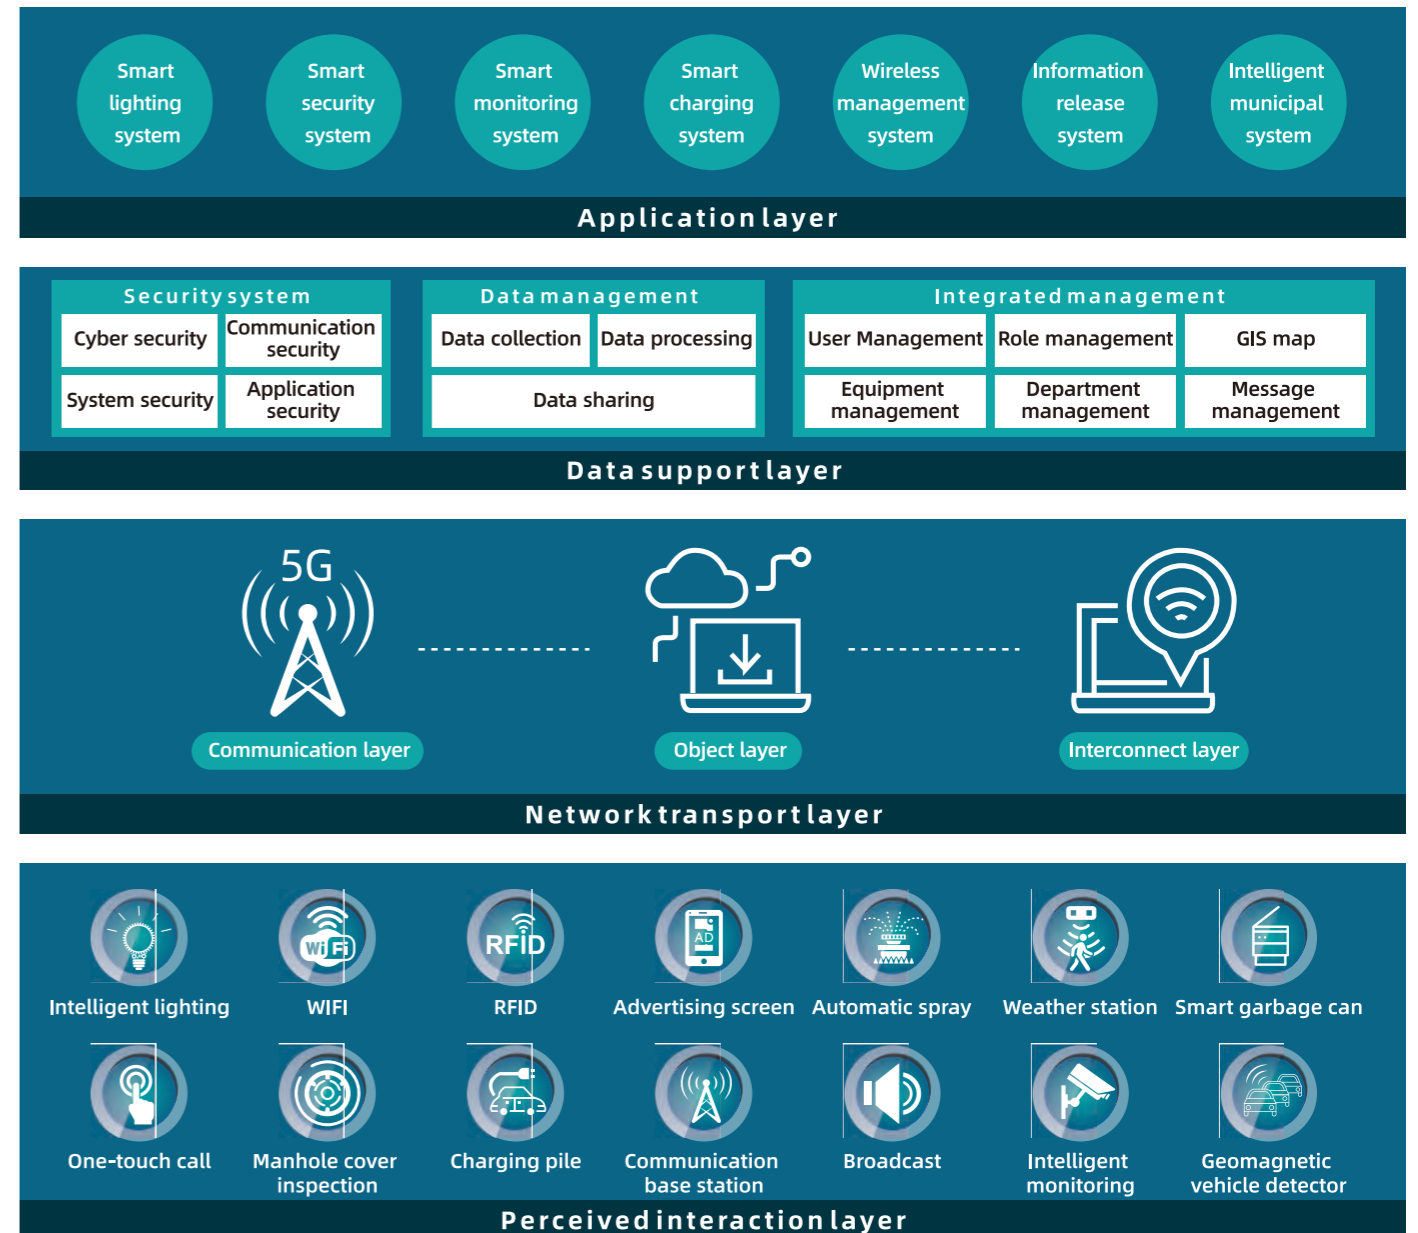 Smart lighting system
Smart security system
Smart monitoring system
Smart charging system
Wireless management system
Information release system
Intelligent municipal system
Application layer
Security system
Cyber security
Communication security
System security
Application security
Data management
Data collection
Data processing
Data sharing
Integrated management
User Management
Role management
GIS map
Equipment management
Department management
Message management
Data support layer
5G
Communication layer
Object layer
Interconnect layer
Network transport layer
Intelligent lighting
WiFi
WIFI
RFID
RFID
AD
Advertising screen
Automatic spray
Weather station
Smart garbage can
One-touch call
Manhole cover inspection
Charging pile
Communication base station
Broadcast
Intelligent monitoring
Geomagnetic vehicle detector
Perceived interaction layer